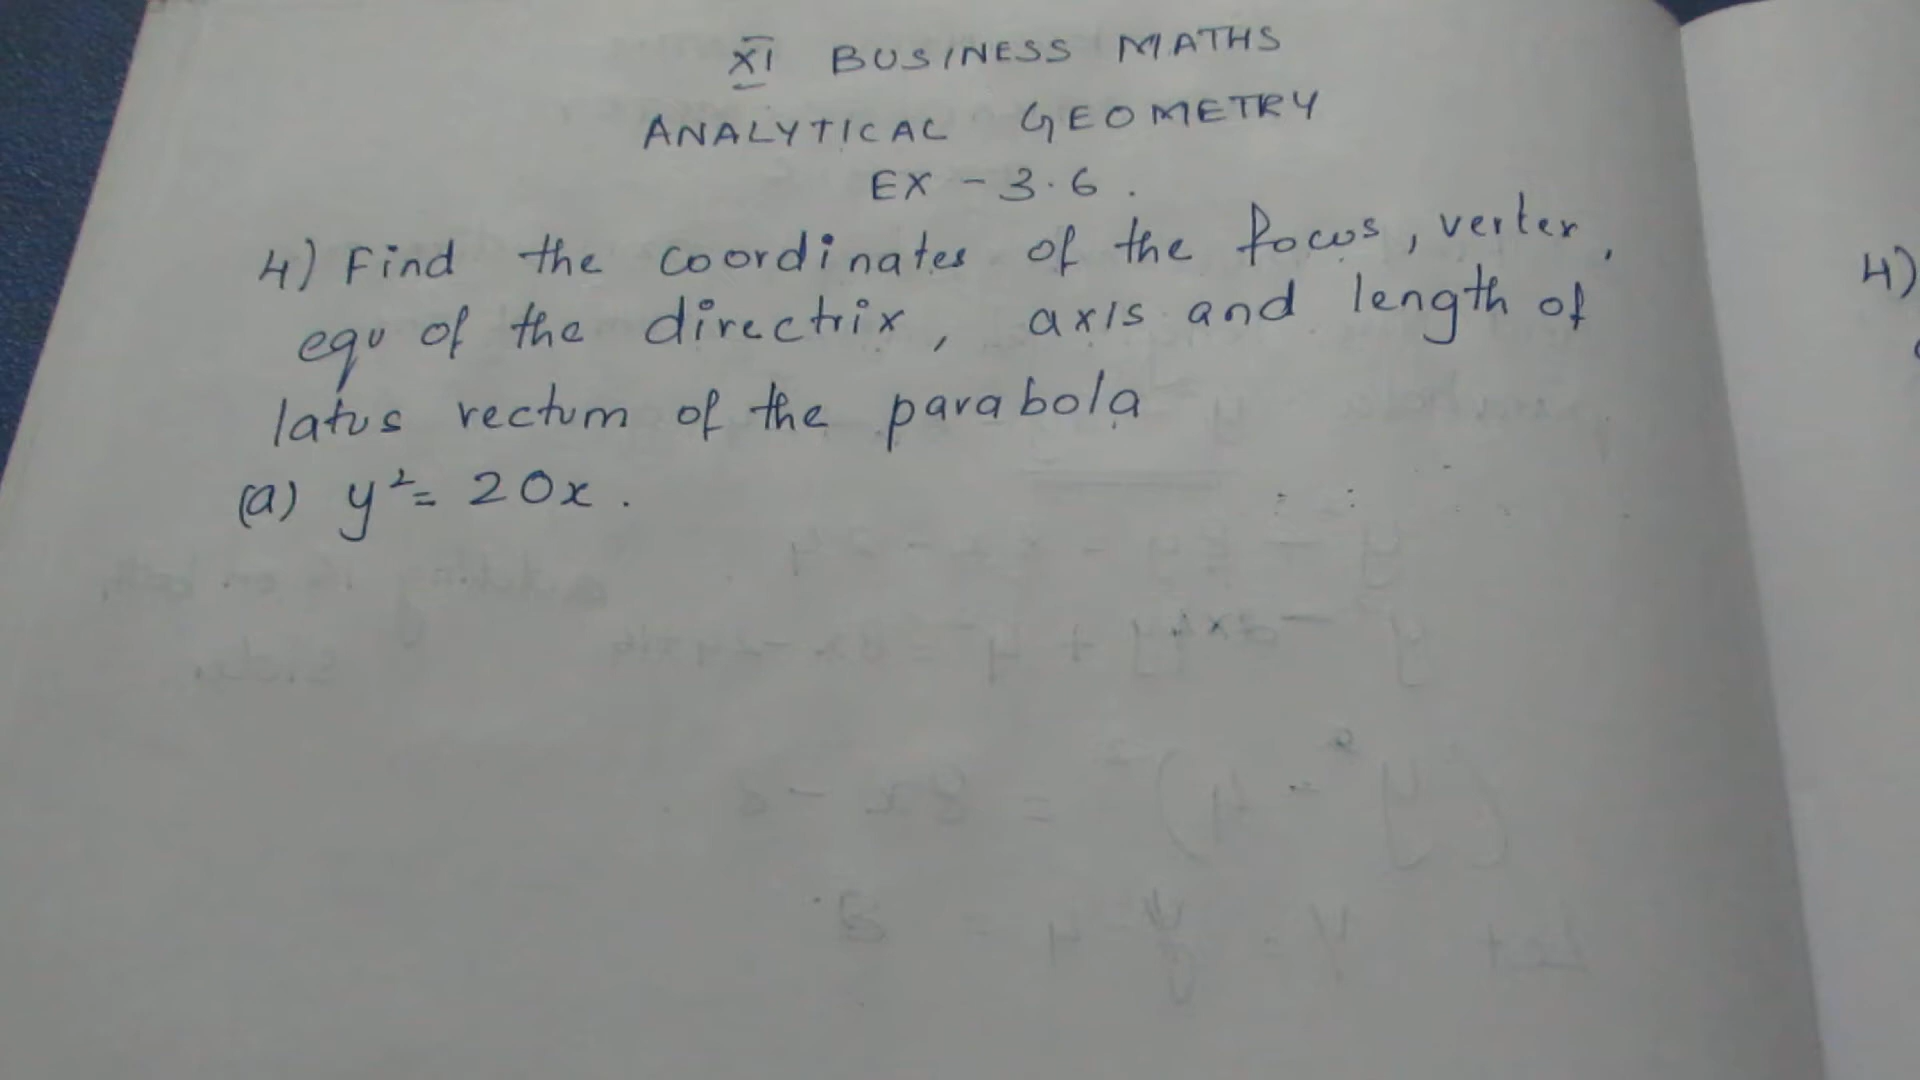 XI BUSINESS MATHS
ANALYTICAL GEOMETRY
EX - 3.6.
4) Find the coordinates of the focus, vertex,
equ of the directrix, axis and length of
latus rectum of the parabola
(a) y²= 20x.
4)